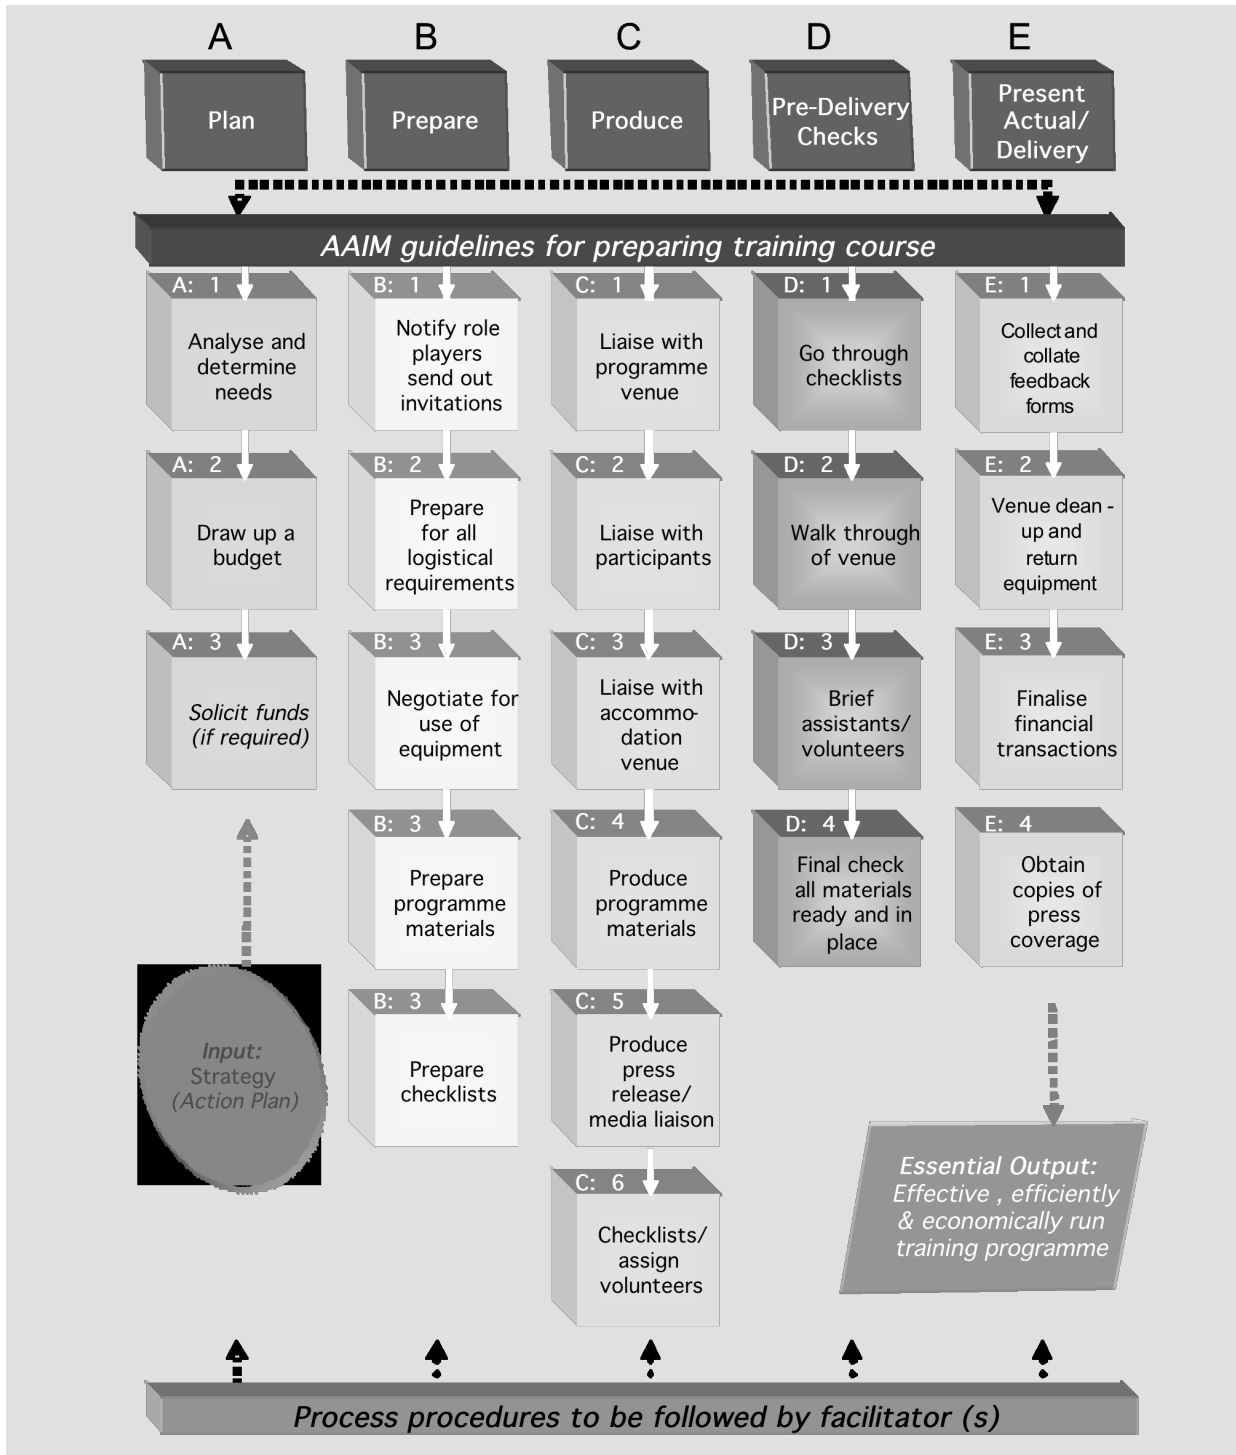 A
B
C
D
E
Plan
Prepare
Produce
Pre-Delivery
Checks
Present
Actual/
Delivery
AAIM guidelines for preparing training course
A: 1
Analyse and
determine
needs
A: 2
Draw up a
budget
A: 3
Solicit funds
(if required)
Input:
Strategy
(Action Plan)
B: 1
Notify role
players
send out
invitations
B: 2
Prepare
for all
logistical
requirements
B: 3
Negotiate for
use of
equipment
B: 3
Prepare
programme
materials
B: 3
Prepare
checklists
C: 1
Liaise with
programme
venue
C: 2
Liaise with
participants
C: 3
Liaise with
accommo-
dation
venue
C: 4
Produce
programme
materials
C: 5
Produce
press
release/
media liaison
C: 6
Checklists/
assign
volunteers
D: 1
Go through
checklists
D: 2
Walk through
of venue
D: 3
Brief
assistants/
volunteers
D: 4
Final check
all materials
ready and in
place
E: 1
Collect and
collate
feedback
forms
E: 2
Venue clean -
up and
return
equipment
E: 3
Finalise
financial
transactions
E: 4
Obtain
copies of
press
coverage
Essential Output:
Effective , efficiently
& economically run
training programme
Process procedures to be followed by facilitator (s)